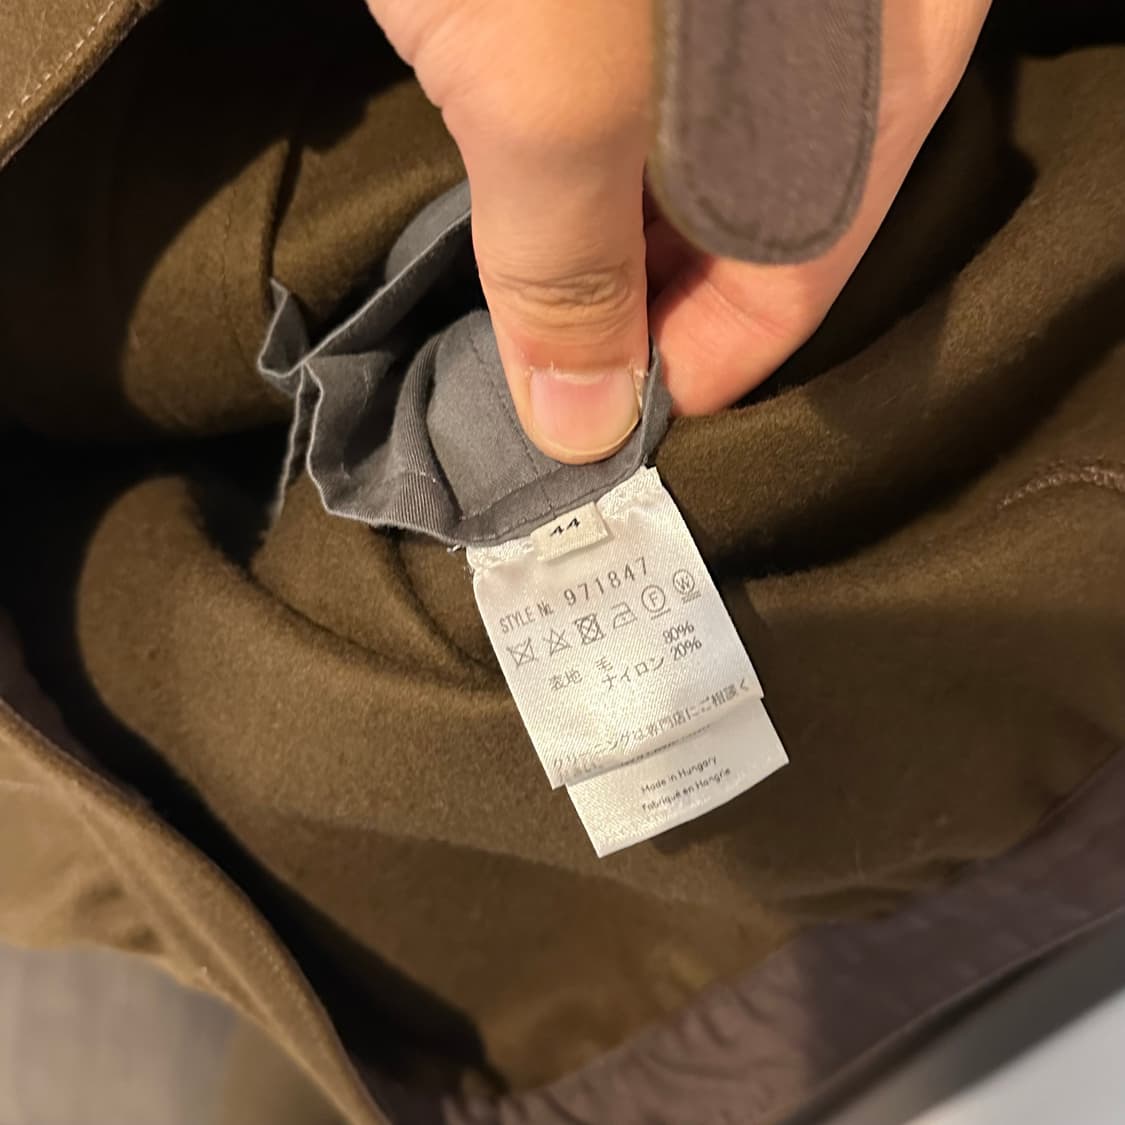 44
STYLE No. 971847
F W
表地 毛 80%
ナイロン 20%
クリーニングは専門店にご相談く
Made in Hungary
Fabriqué en Hongrie